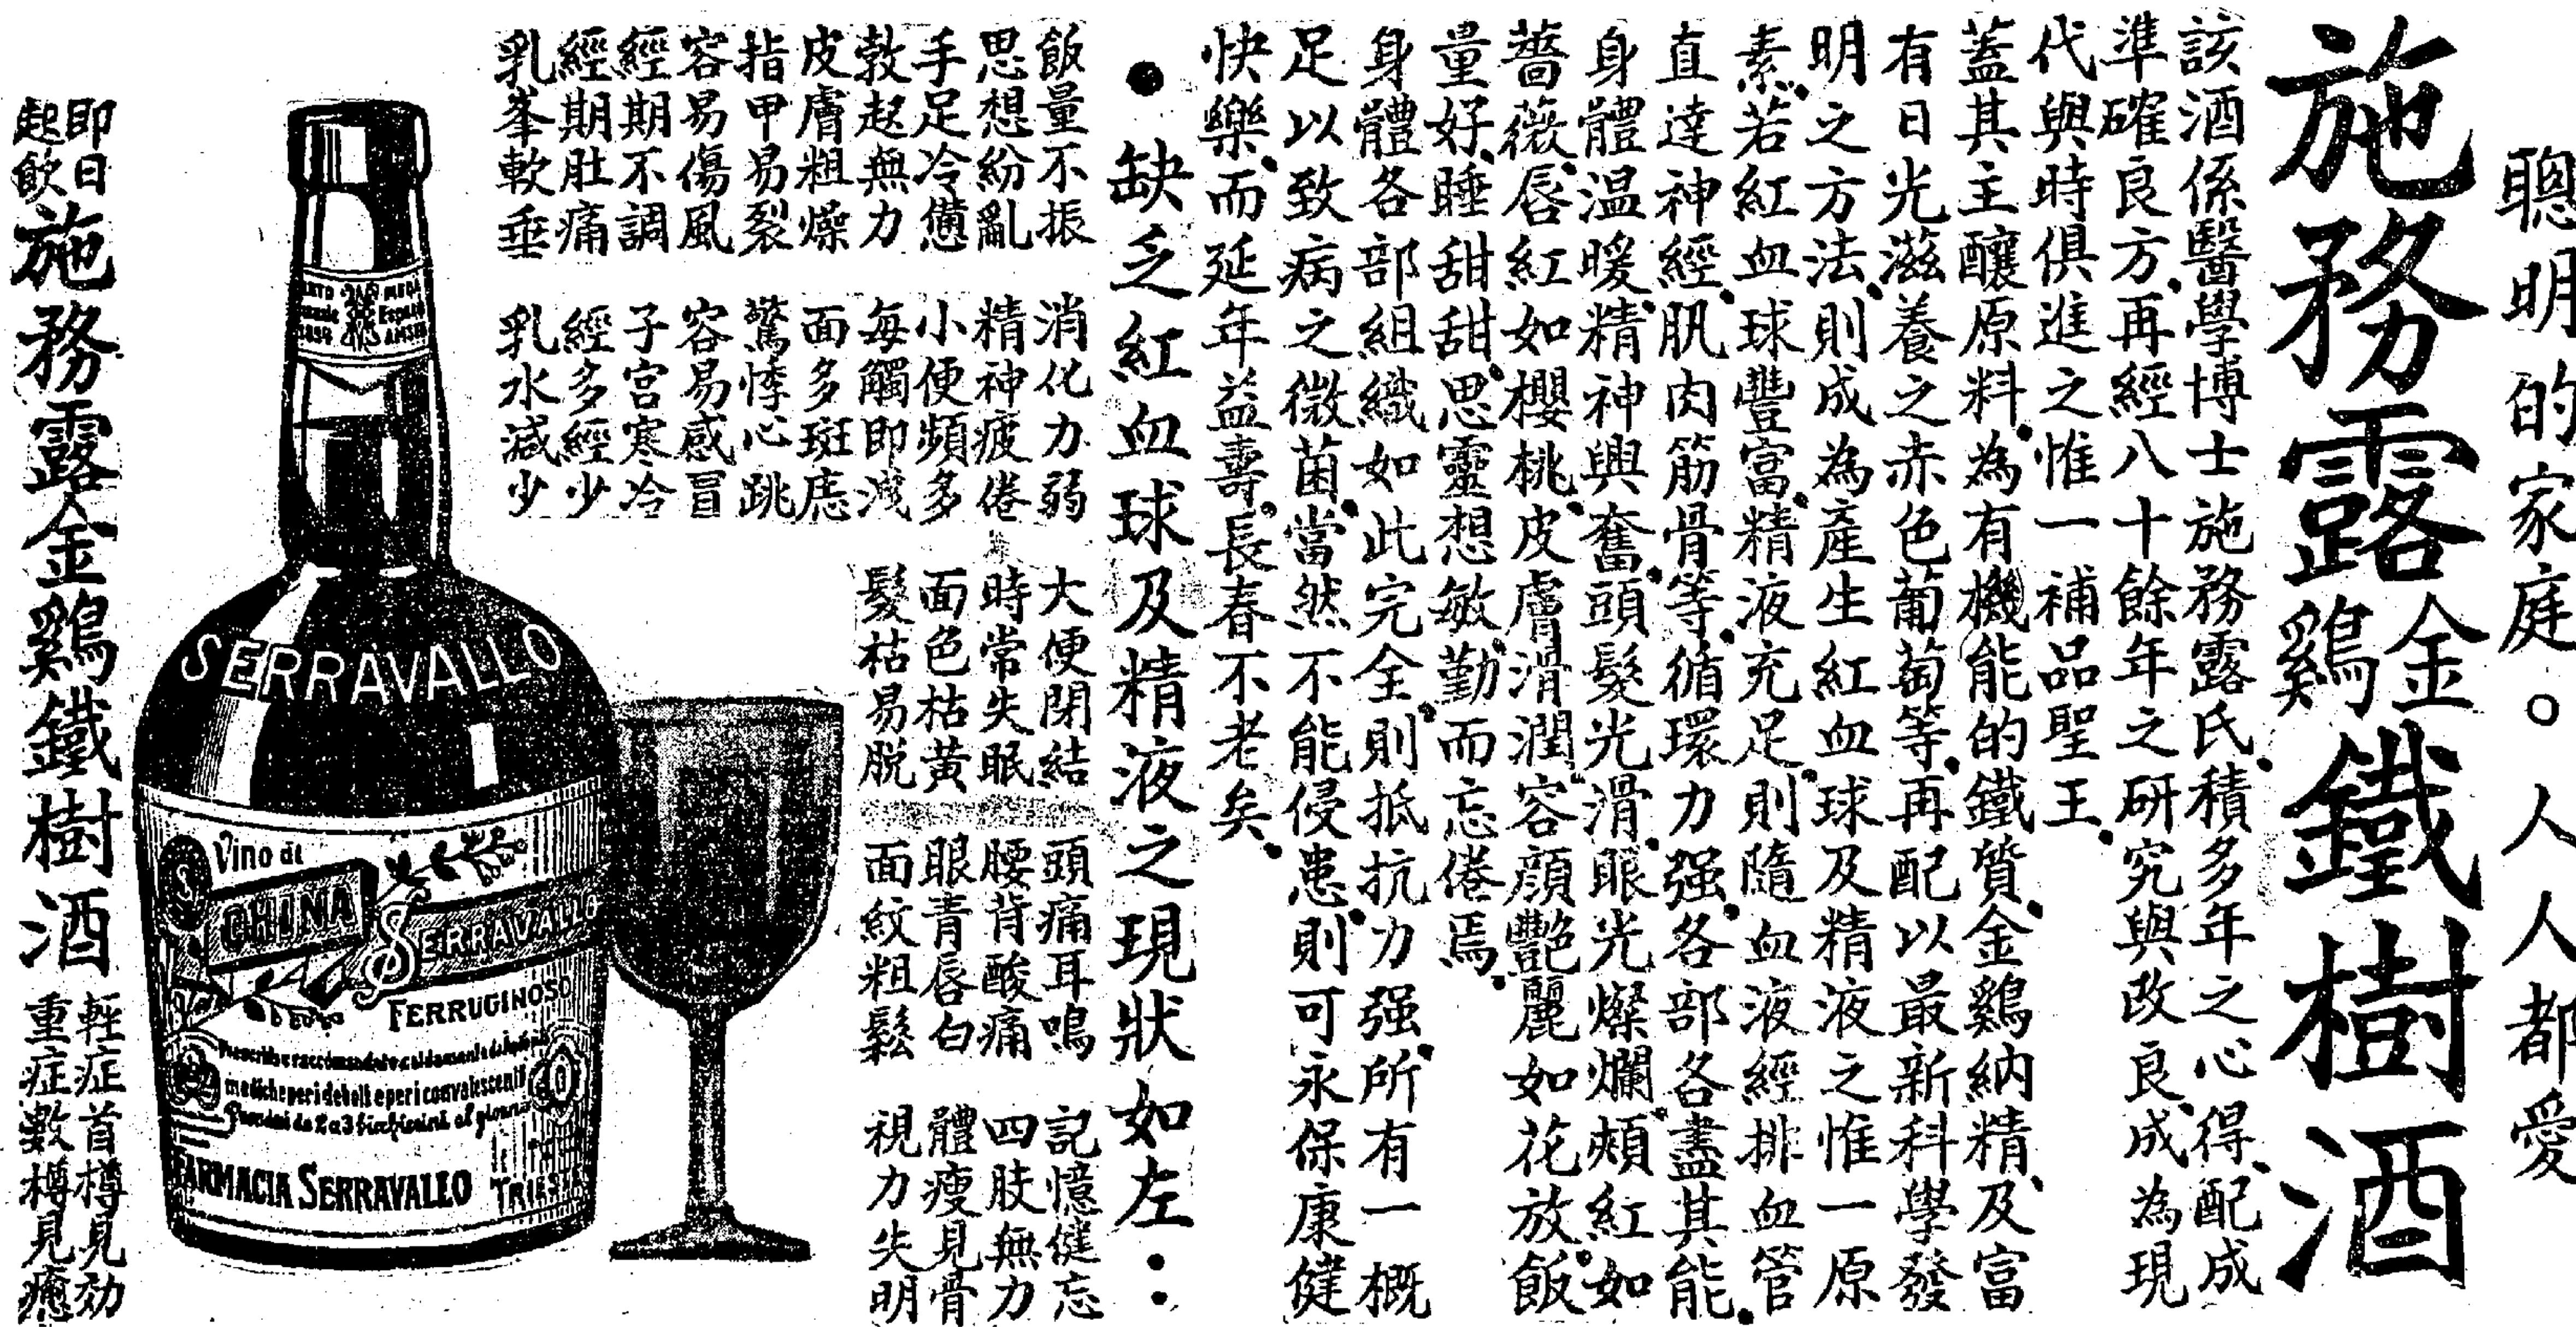 聰明的家庭。人人都愛
施務露金鷄鐵樹酒
該酒係醫學博士施務露氏、積多年之心得、配成
準確良方、再經八十餘年之研究與改良、成為現
代與時俱進之惟一補品聖王、
蓋其主釀原料、為有機能的鐵質、金鷄納精、及富
有日光滋養之赤色葡萄等、再配以最新科學發
明之方法、則成為產生紅血球及精液之惟一原
素、若紅血球豐富、精液充足、則隨血液經排血管
直達神經、肌肉筋骨等、循環力强、各部各盡其能、
身體温暖、精神興奮、頭髮光滑、眼光燦爛、頰紅如
薔薇、唇紅如櫻桃、皮膚滑潤、容顔艷麗如花放、飯
量好、睡甜甜、思靈想敏、勤而忘倦焉、
身體各部組織如此完全、則抵抗力强、所有一概
足以致病之微菌、當然不能侵患、則可永保康健
快樂、而延年益壽、長春不老矣、
●缺乏紅血球及精液之現狀如左：
飯量不振 消化力弱 大便閉結 頭痛耳鳴 記憶健忘
思想紛亂 精神疲倦 時常失眠 腰背酸痛 四肢無力
手足冷憊 小便頻多 面色枯黃 眼青唇白 體瘦見骨
敦起無力 每觸即洩 髮枯易脱 面紋粗鬆 視力失明
皮膚粗燥 面多斑痣
指甲易裂 驚悸心跳
容易傷風 容易感冒
經期不調 子宫寒冷
經期肚痛 經多經少
乳峯軟垂 乳水減少
SERRAVALLO
Vino di
CHINA
SERRAVALLO
FERRUGINOSO
FARMACIA SERRAVALLO
TRIESTE
即日起飲施務露金鷄鐵樹酒
輕症首樽見効
重症數樽見癒